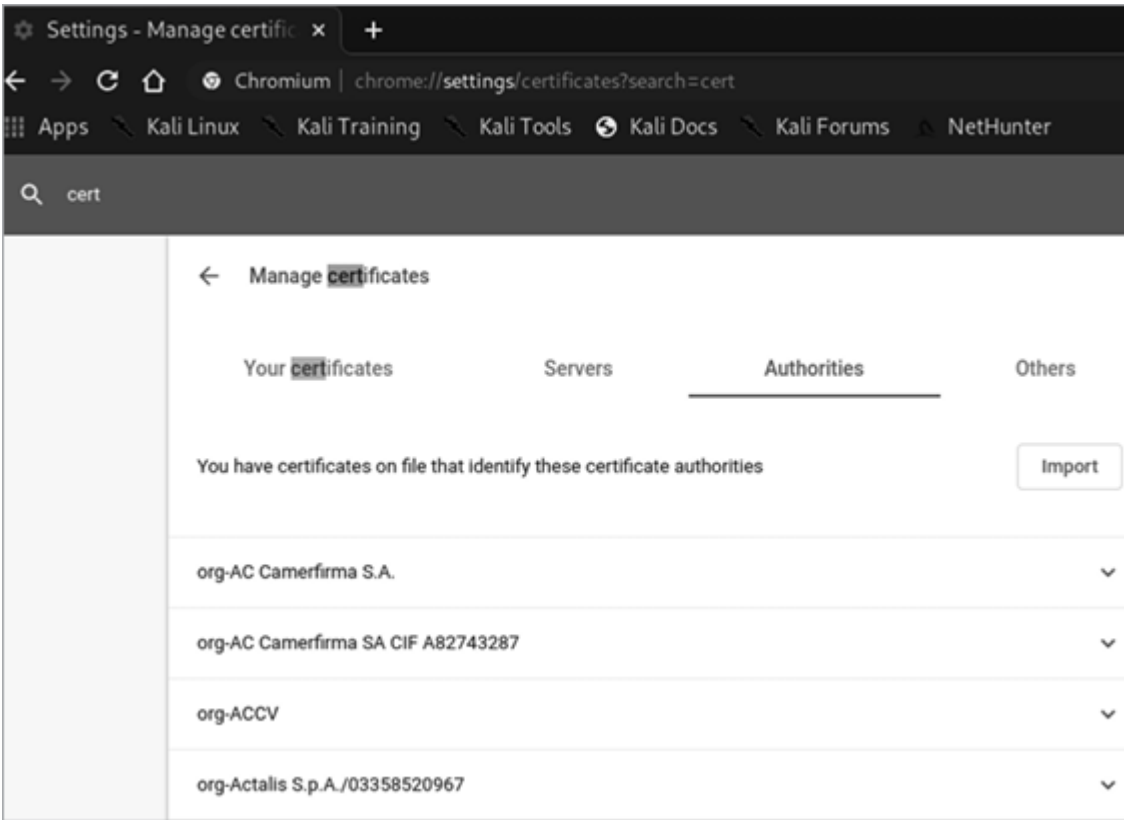 Settings - Manage certific
Chromium | chrome://settings/certificates?search=cert
Apps Kali Linux Kali Training Kali Tools Kali Docs Kali Forums NetHunter
cert
Manage certificates
Your certificates Servers Authorities Others
You have certificates on file that identify these certificate authorities Import
org-AC Camerfirma S.A.
org-AC Camerfirma SA CIF A82743287
org-ACCV
org-Actalis S.p.A./03358520967